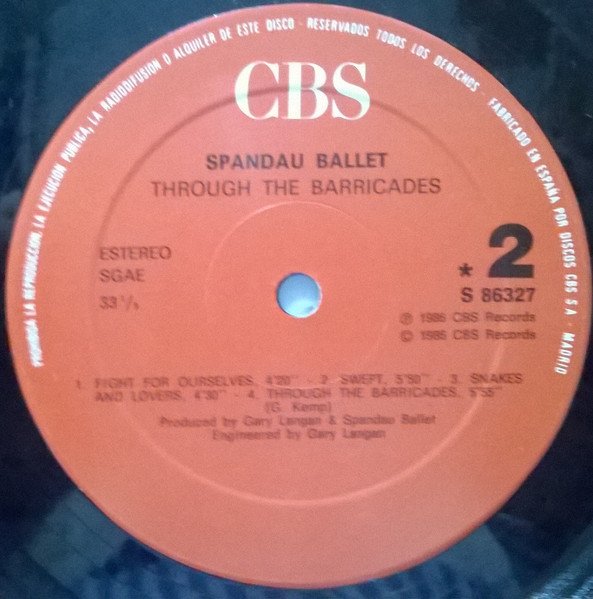 PROHIBIDA LA REPRODUCCION, LA EJECUCION PUBLICA, LA RADIODIFUSION O ALQUILER DE ESTE DISCO · RESERVADOS TODOS LOS DERECHOS · FABRICADO EN ESPAÑA POR DISCOS CBS S.A. · MADRID
CBS
SPANDAU BALLET
THROUGH THE BARRICADES
ESTEREO
SGAE
33 1/3
* 2
S 86327
℗ 1986 CBS Records
© 1986 CBS Records
1. FIGHT FOR OURSELVES, 4'20" - 2. SWEPT, 5'50" - 3. SNAKES
AND LOVERS, 4'30" - 4. THROUGH THE BARRICADES, 5'55"
(G. Kemp)
Produced by Gary Langan & Spandau Ballet
Engineered by Gary Langan